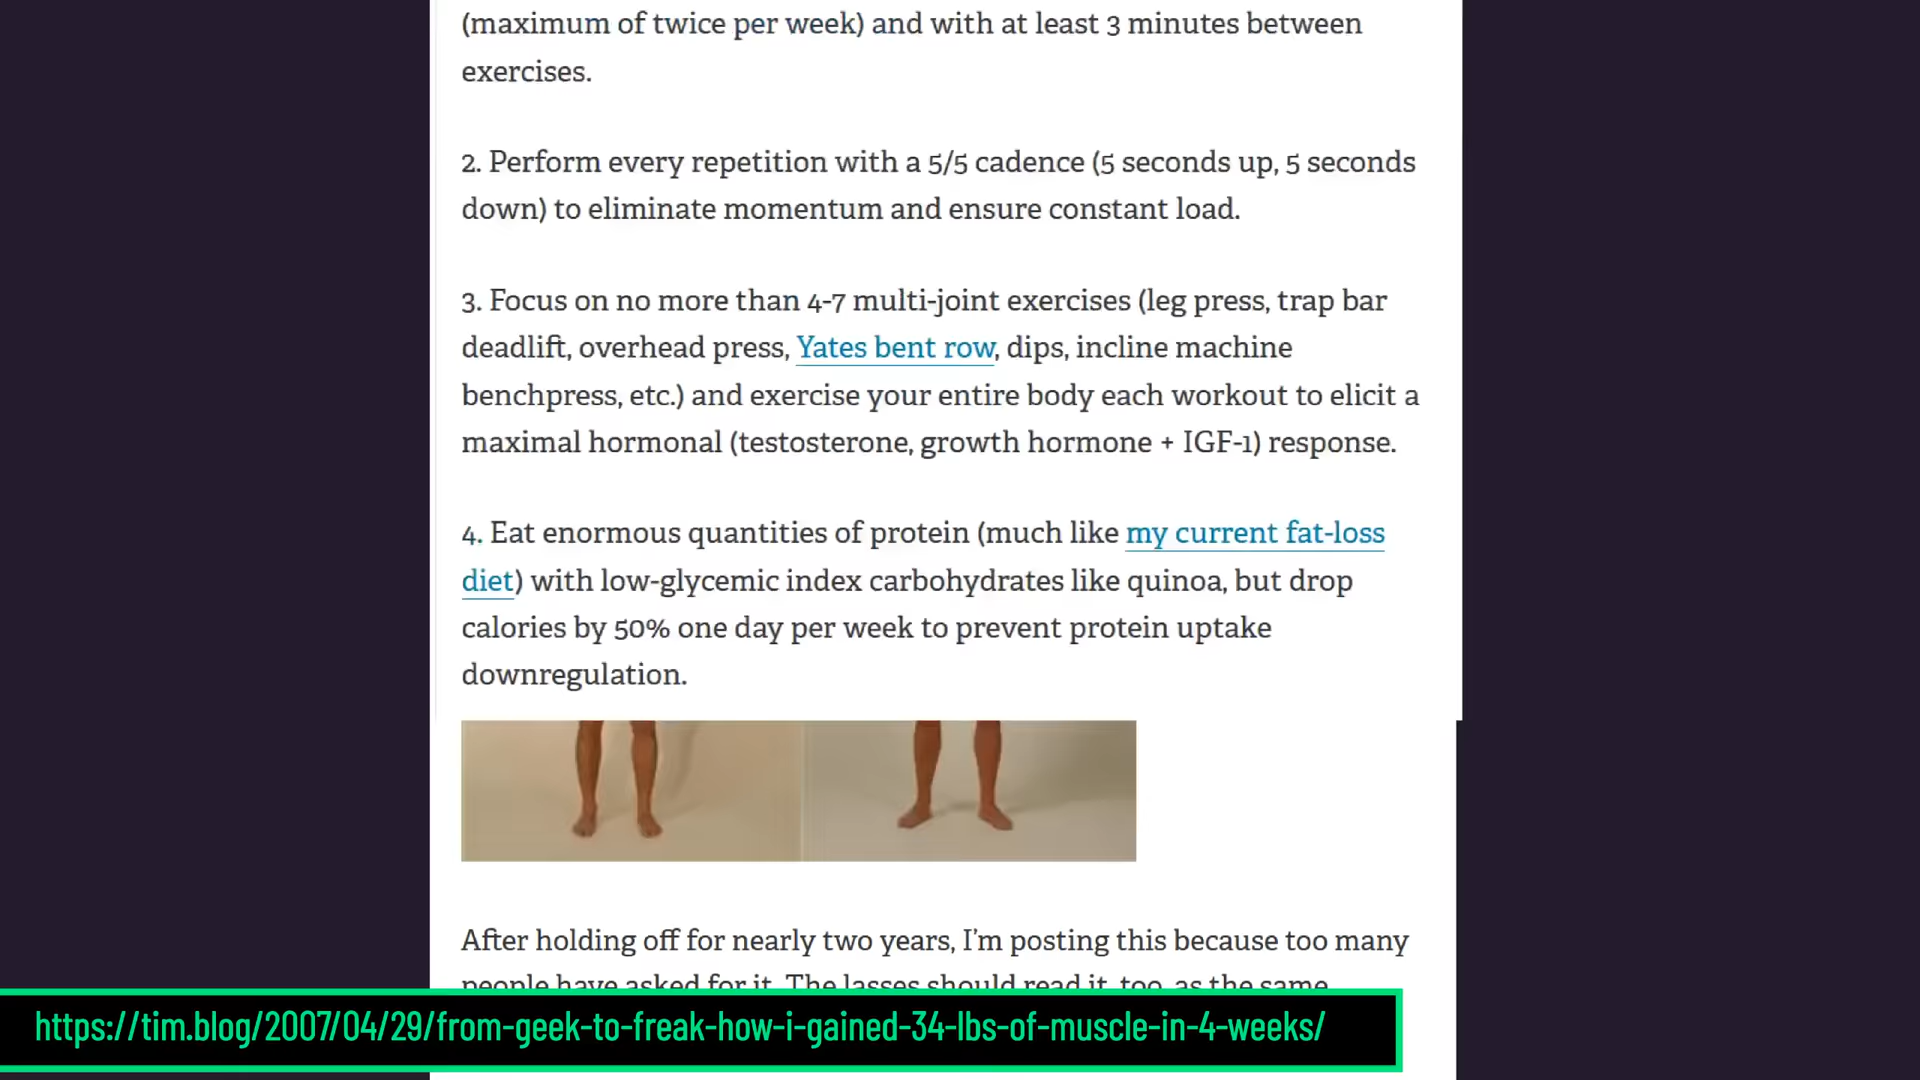 (maximum of twice per week) and with at least 3 minutes between
exercises.
2. Perform every repetition with a 5/5 cadence (5 seconds up, 5 seconds
down) to eliminate momentum and ensure constant load.
3. Focus on no more than 4-7 multi-joint exercises (leg press, trap bar
deadlift, overhead press, Yates bent row, dips, incline machine
benchpress, etc.) and exercise your entire body each workout to elicit a
maximal hormonal (testosterone, growth hormone + IGF-1) response.
4. Eat enormous quantities of protein (much like my current fat-loss
diet) with low-glycemic index carbohydrates like quinoa, but drop
calories by 50% one day per week to prevent protein uptake
downregulation.
After holding off for nearly two years, I'm posting this because too many
people have asked for it. The lasses should read it, too, as the same
https://tim.blog/2007/04/29/from-geek-to-freak-how-i-gained-34-lbs-of-muscle-in-4-weeks/